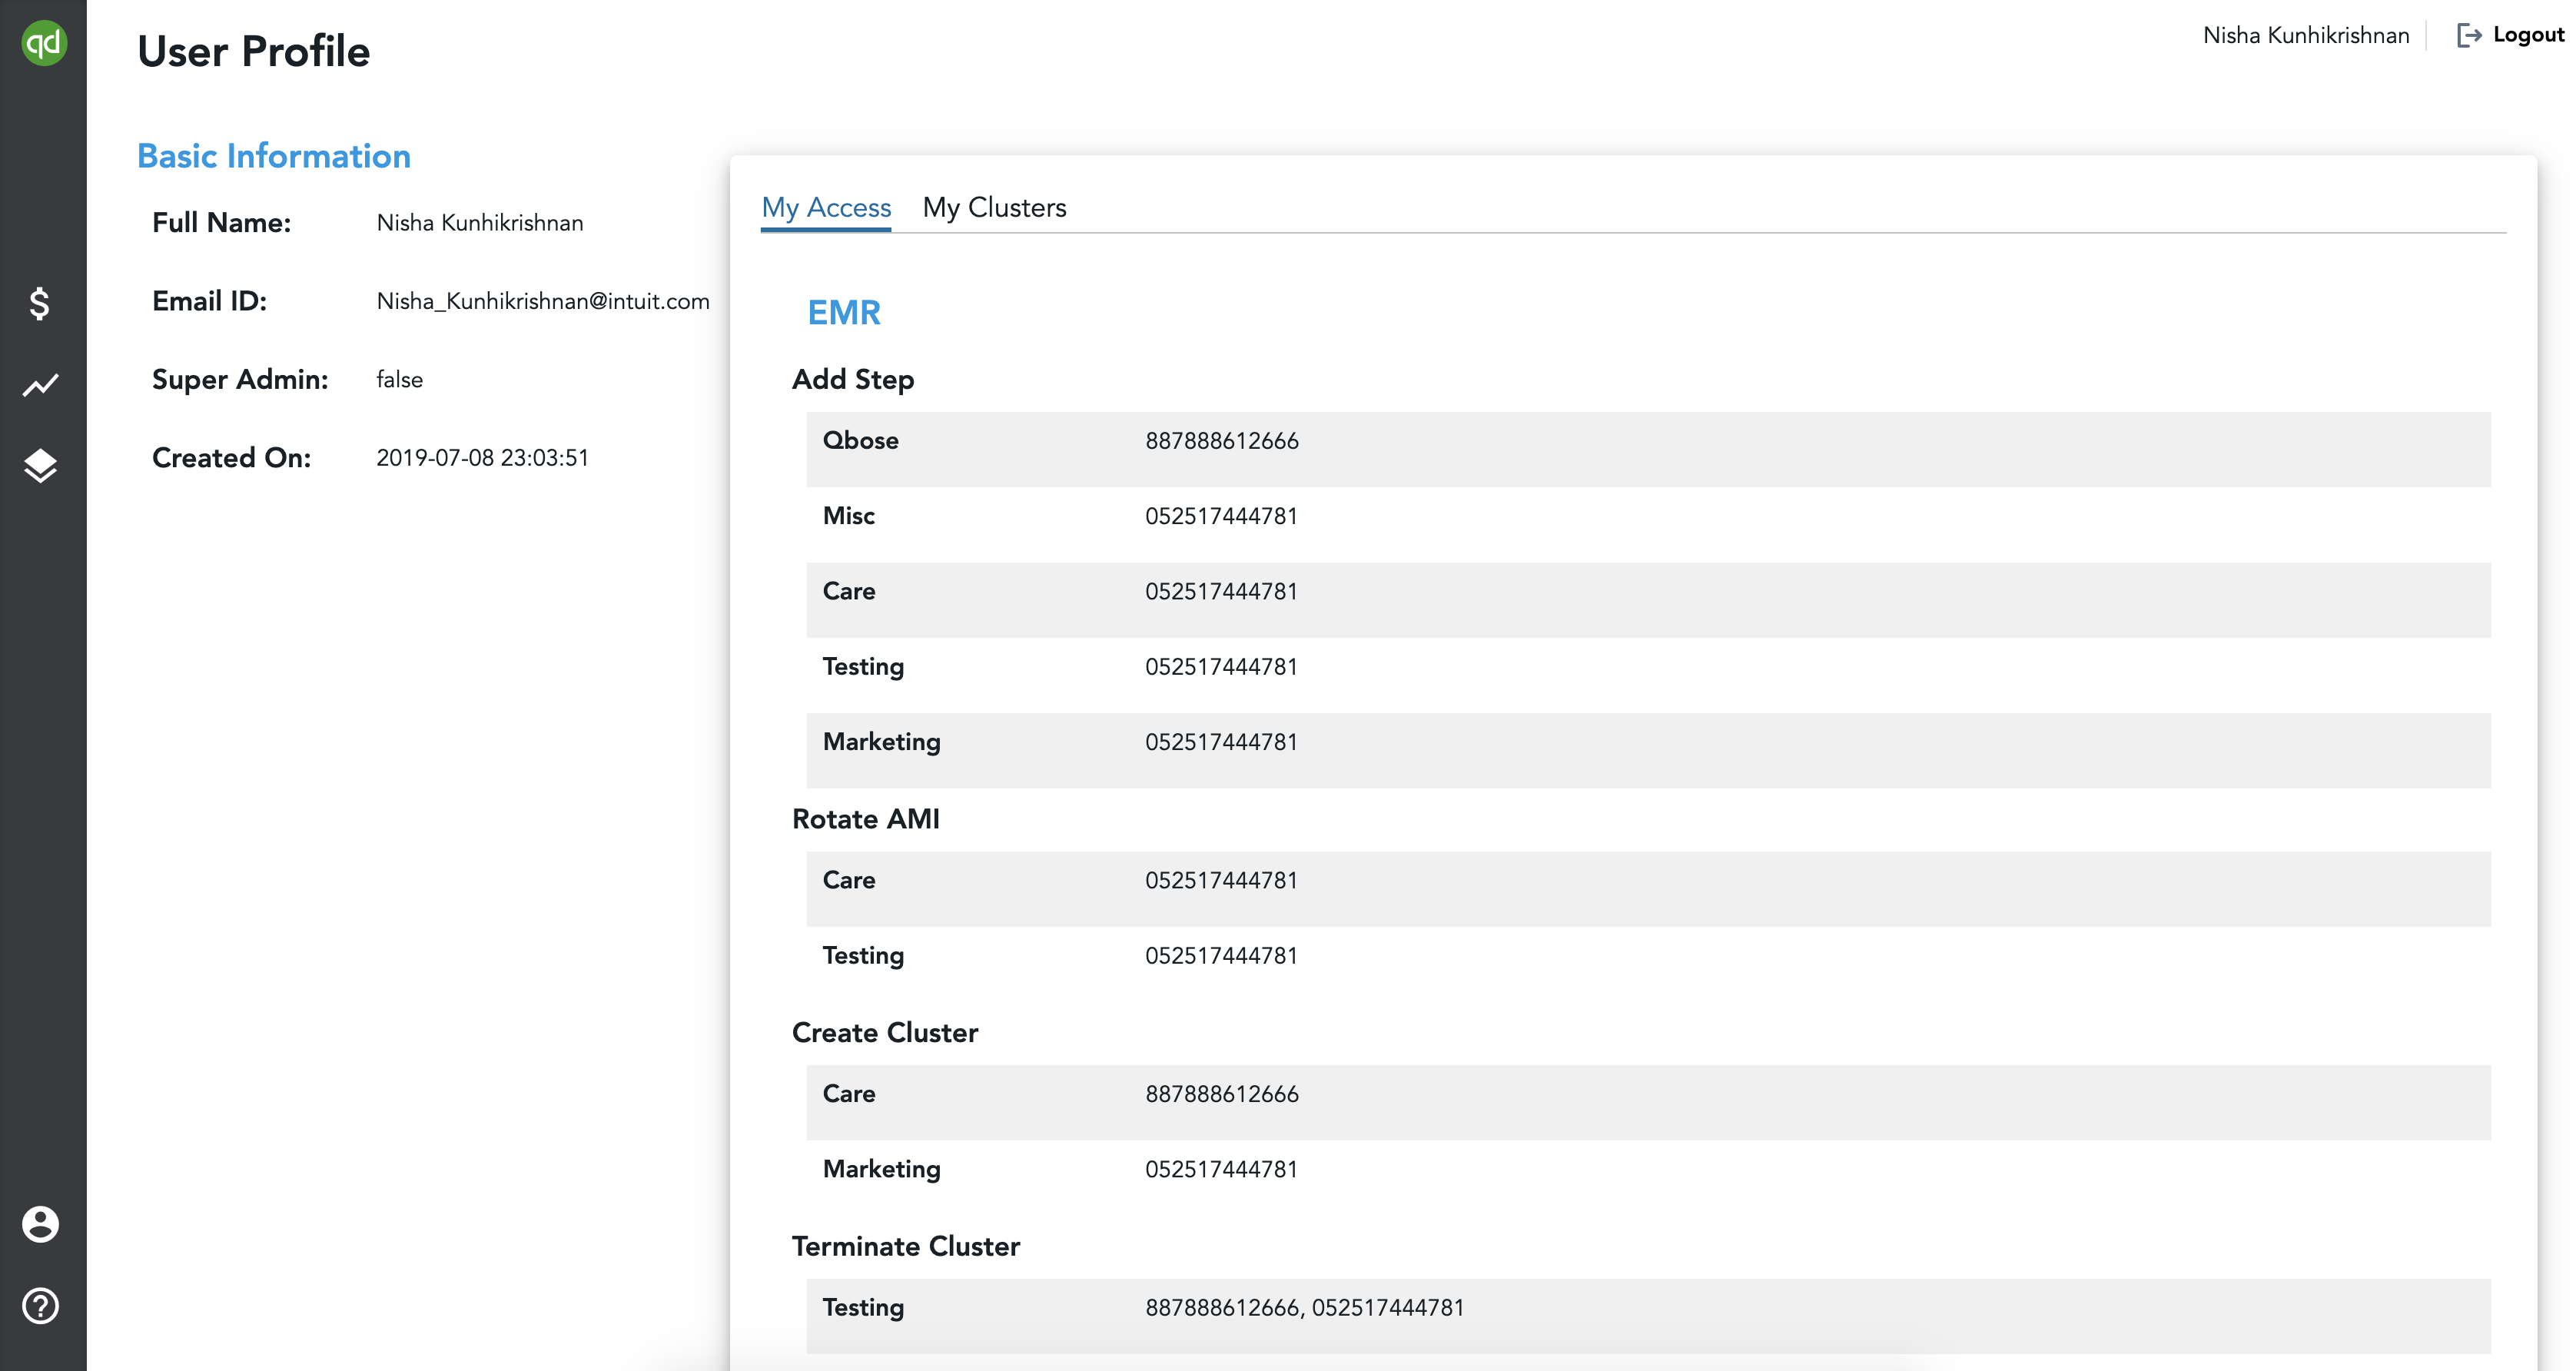 qd
User Profile
Nisha Kunhikrishnan
Logout
Basic Information
Full Name: Nisha Kunhikrishnan
Email ID: Nisha_Kunhikrishnan@intuit.com
Super Admin: false
Created On: 2019-07-08 23:03:51
My Access My Clusters
EMR
Add Step
Qbose 887888612666
Misc 052517444781
Care 052517444781
Testing 052517444781
Marketing 052517444781
Rotate AMI
Care 052517444781
Testing 052517444781
Create Cluster
Care 887888612666
Marketing 052517444781
Terminate Cluster
Testing 887888612666, 052517444781